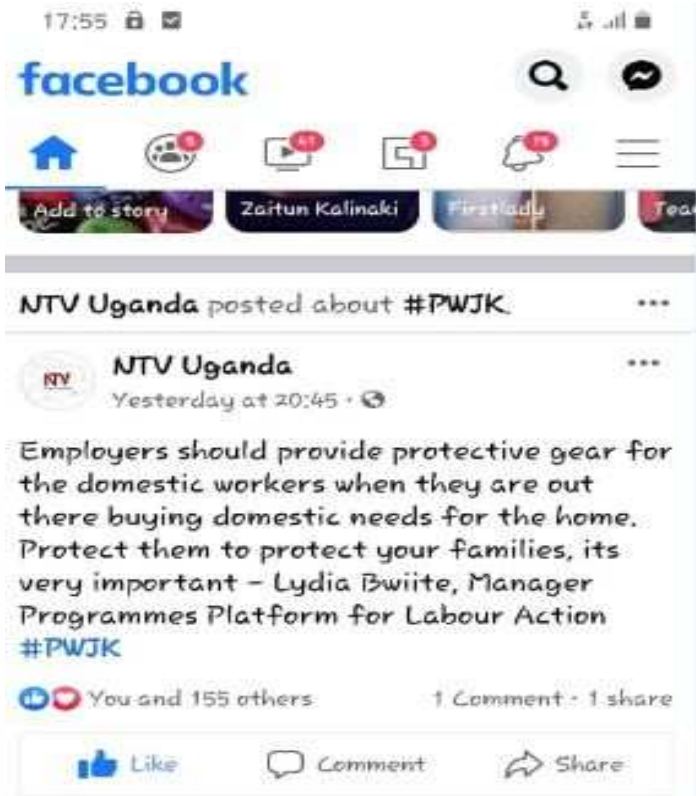 17:55
facebook
Add to story
Zaitun Kalinaki
Firstlady
NTV Uganda posted about #PWJK
NTV
NTV Uganda
Yesterday at 20:45
Employers should provide protective gear for
the domestic workers when they are out
there buying domestic needs for the home.
Protect them to protect your families, its
very important - Lydia Bwiite, Manager
Programmes Platform for Labour Action
#PWJK
You and 155 others 1 Comment · 1 share
Like Comment Share